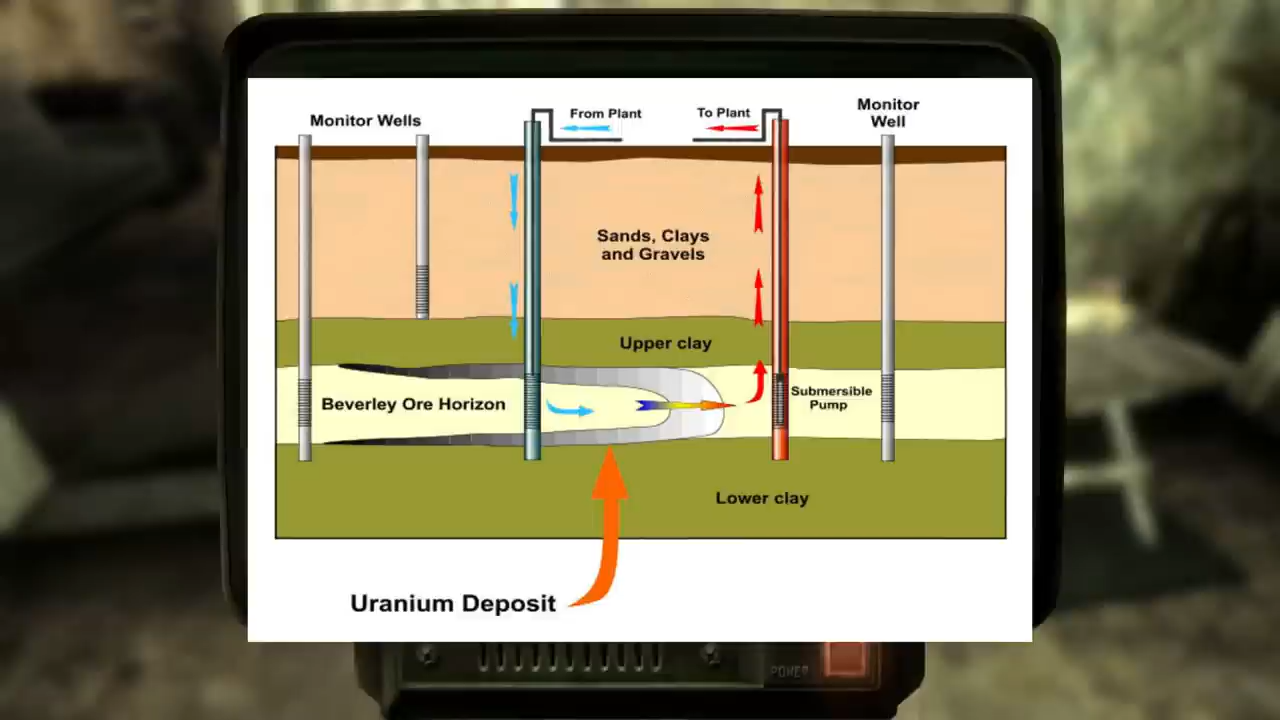 Monitor Wells
From Plant
To Plant
Monitor
Well
Sands, Clays
and Gravels
Upper clay
Beverley Ore Horizon
Submersible
Pump
Lower clay
Uranium Deposit
POWER